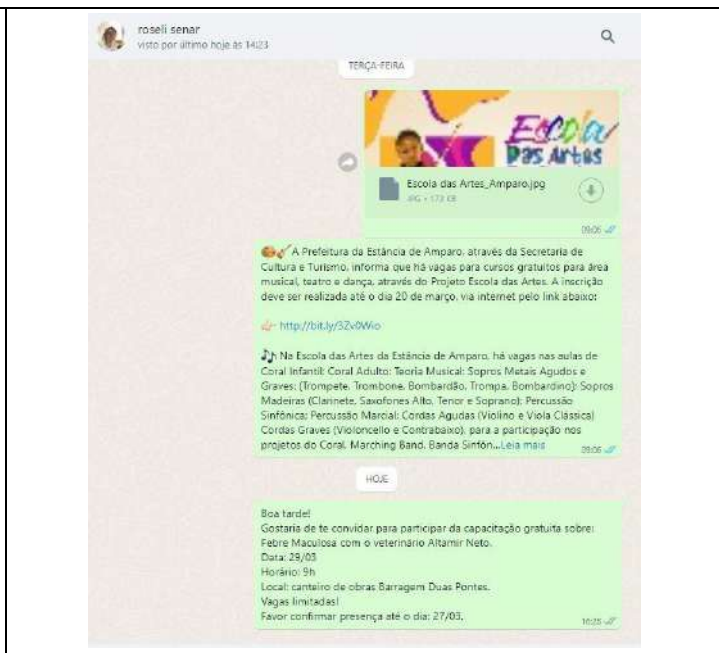 roseli senar
visto por último hoje às 14:23
TERÇA-FEIRA
Escola
Das Artes
Escola das Artes_Amparo.jpg
JPG • 173 KB
09:06
A Prefeitura da Estância de Amparo, através da Secretaria de
Cultura e Turismo, informa que há vagas para cursos gratuitos para área
musical, teatro e dança, através do Projeto Escola das Artes. A inscrição
deve ser realizada até o dia 20 de março, via internet pelo link abaixo:
http://bit.ly/3Zv0Wio
Na Escola das Artes da Estância de Amparo, há vagas nas aulas de
Coral Infantil; Coral Adulto; Teoria Musical; Sopros Metais Agudos e
Graves: (Trompete, Trombone, Bombardão, Trompa, Bombardino); Sopros
Madeiras (Clarinete, Saxofones Alto, Tenor e Soprano); Percussão
Sinfônica; Percussão Marcial; Cordas Agudas (Violino e Viola Clássica)
Cordas Graves (Violoncello e Contrabaixo), para a participação nos
projetos do Coral, Marching Band, Banda Sinfôn...Leia mais
09:06
HOJE
Boa tarde!
Gostaria de te convidar para participar da capacitação gratuita sobre:
Febre Maculosa com o veterinário Altamir Neto.
Data: 29/03
Horário: 9h
Local: canteiro de obras Barragem Duas Pontes.
Vagas limitadas!
Favor confirmar presença até o dia: 27/03.
16:25